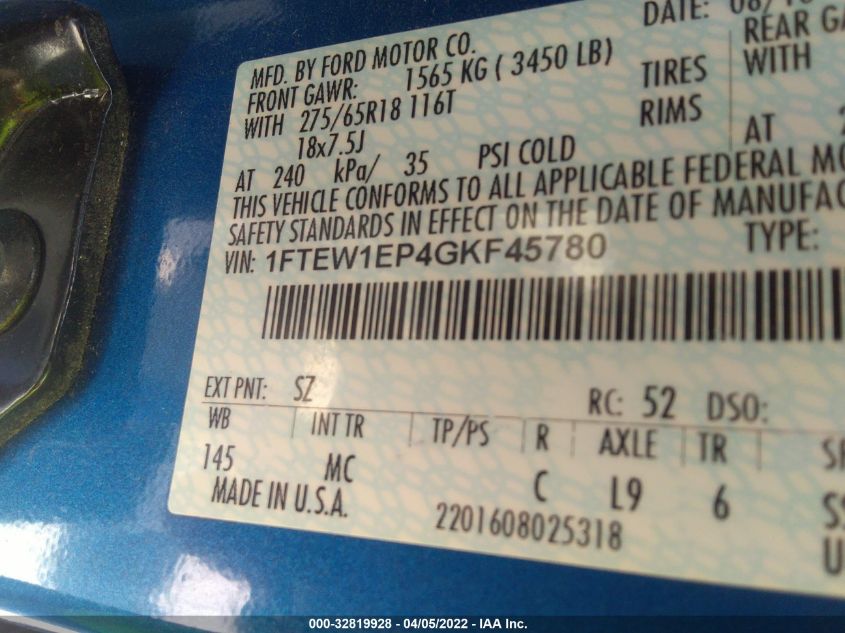 DATE:
MFD. BY FORD MOTOR CO.
REAR
FRONT GAWR: 1565 KG ( 3450 LB)
WITH
WITH 275/65R18 116T TIRES
18x7.5J RIMS
AT 240 kPa/ 35 PSI COLD AT
THIS VEHICLE CONFORMS TO ALL APPLICABLE FEDERAL
SAFETY STANDARDS IN EFFECT ON THE DATE OF
VIN: 1FTEW1EP4GKF45780 TYPE:
EXT PNT: SZ RC: 52 DSO:
WB INT TR TP/PS R AXLE TR
145 MC C L9 6
MADE IN U.S.A.
2201608025318
000-32819928 - 04/05/2022 - IAA Inc.